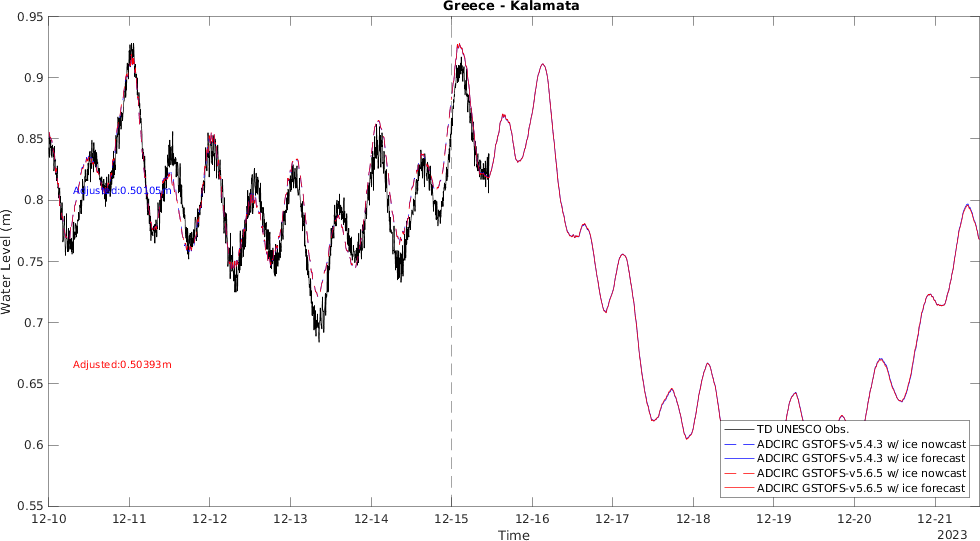 Greece - Kalamata
0.95
0.9
0.85
0.8
0.75
0.7
0.65
0.6
0.55
Water Level (m)
Adjusted:0.50105m
Adjusted:0.50393m
TD UNESCO Obs.
ADCIRC GSTOFS-v5.4.3 w/ ice nowcast
ADCIRC GSTOFS-v5.4.3 w/ ice forecast
ADCIRC GSTOFS-v5.6.5 w/ ice nowcast
ADCIRC GSTOFS-v5.6.5 w/ ice forecast
12-10 12-11 12-12 12-13 12-14 12-15 12-16 12-17 12-18 12-19 12-20 12-21
Time
2023